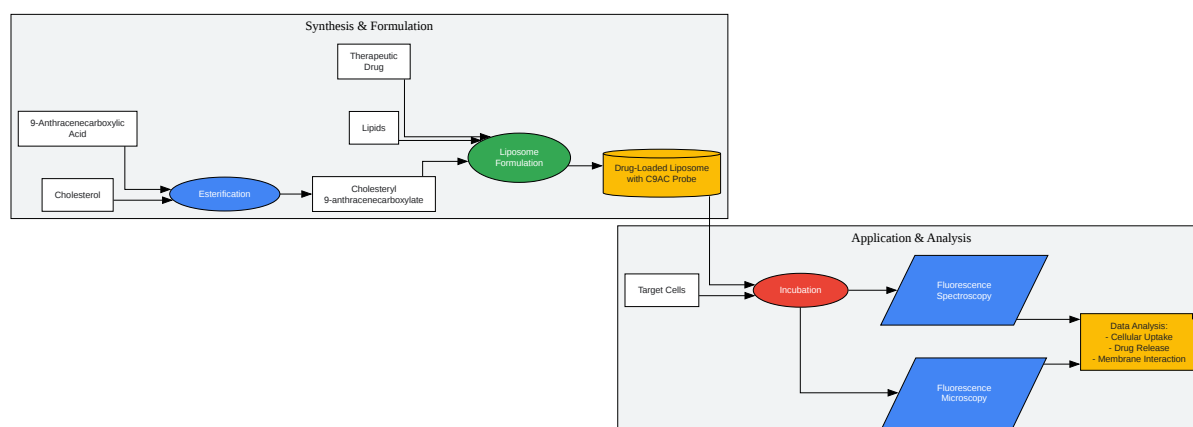 Synthesis & Formulation
Therapeutic
Drug
9-Anthracenecarboxylic
Acid
Lipids
Liposome
Formulation
Drug-Loaded Liposome
with C9AC Probe
Cholesterol
Esterification
Cholesteryl
9-anthracenecarboxylate
Application & Analysis
Target Cells
Incubation
Fluorescence
Spectroscopy
Data Analysis:
- Cellular Uptake
- Drug Release
- Membrane Interaction
Fluorescence
Microscopy